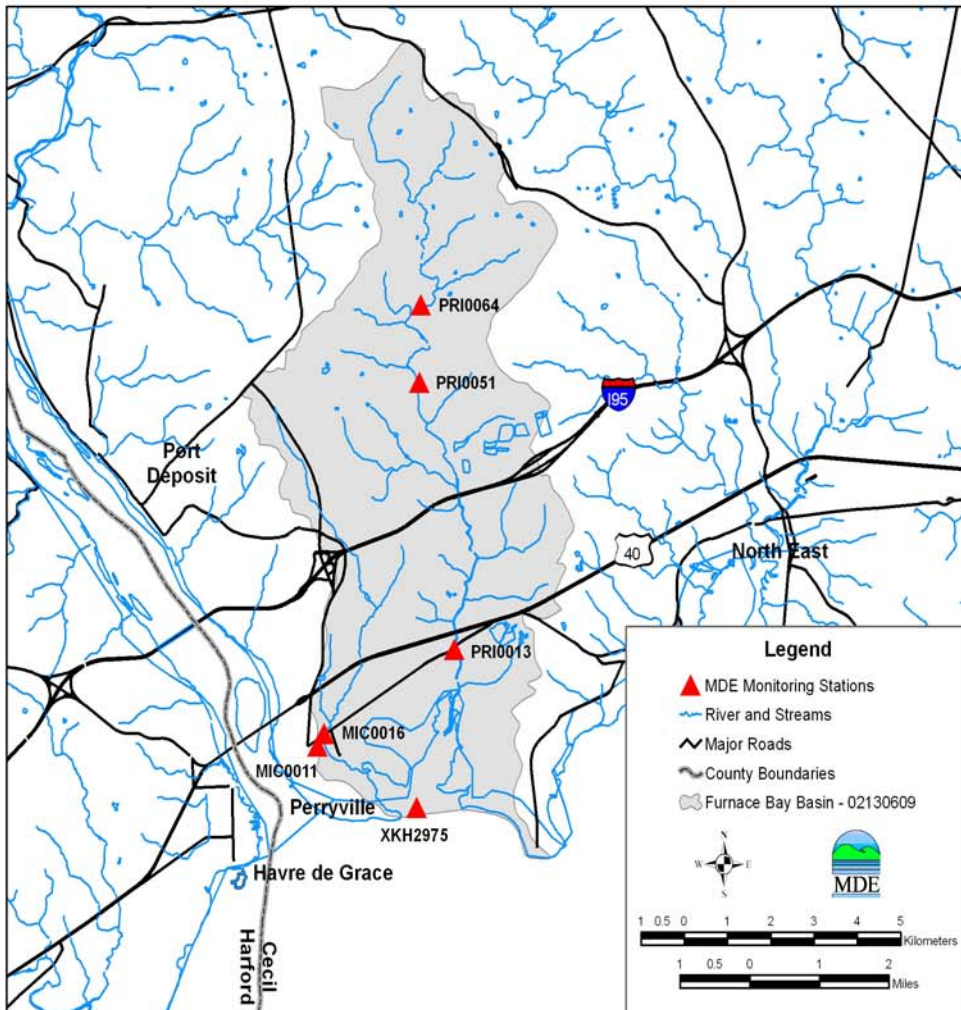 PRI0064
PRI0051
I95
Port
Deposit
40
North East
PRI0013
MIC0016
MIC0011
Perryville
XKH2975
Havre de Grace
Cecil
Harford
Legend
MDE Monitoring Stations
River and Streams
Major Roads
County Boundaries
Furnace Bay Basin - 02130609
N
W E
S
MDE
1 0.5 0 1 2 3 4 5
Kilometers
1 0.5 0 1 2
Miles